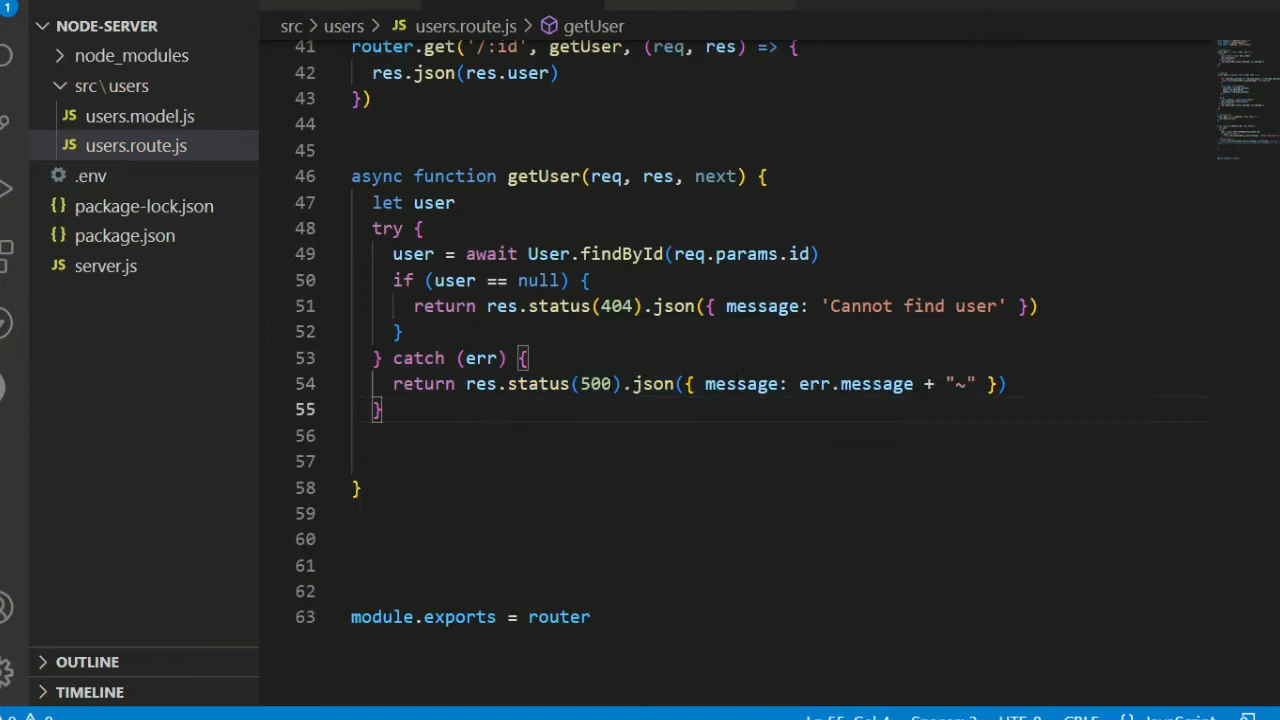 1
NODE-SERVER
node_modules
src\users
JS users.model.js
JS users.route.js
.env
{} package-lock.json
{} package.json
JS server.js
OUTLINE
TIMELINE
src > users > JS users.route.js > getUser
41 router.get('/:id', getUser, (req, res) => {
42 res.json(res.user)
43 })
44
45
46 async function getUser(req, res, next) {
47 let user
48 try {
49 user = await User.findById(req.params.id)
50 if (user == null) {
51 return res.status(404).json({ message: 'Cannot find user' })
52 }
53 } catch (err) {
54 return res.status(500).json({ message: err.message + "~" })
55 }
56
57
58 }
59
60
61
62
63 module.exports = router